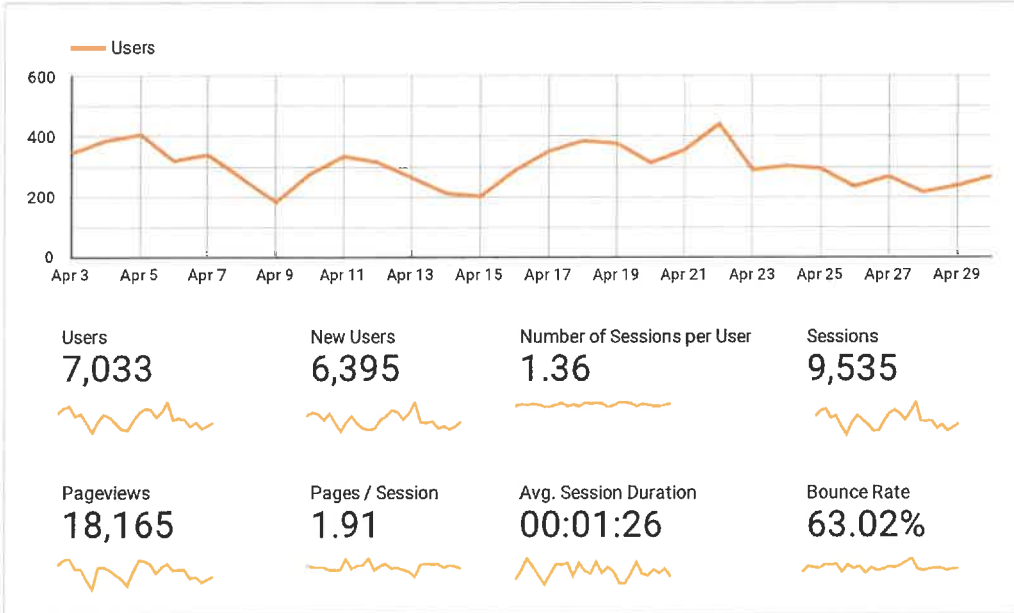 Users
600
400
200
0
Apr 3 Apr 5 Apr 7 Apr 9 Apr 11 Apr 13 Apr 15 Apr 17 Apr 19 Apr 21 Apr 23 Apr 25 Apr 27 Apr 29
Users New Users Number of Sessions per User Sessions
7,033 6,395 1.36 9,535
Pageviews Pages / Session Avg. Session Duration Bounce Rate
18,165 1.91 00:01:26 63.02%